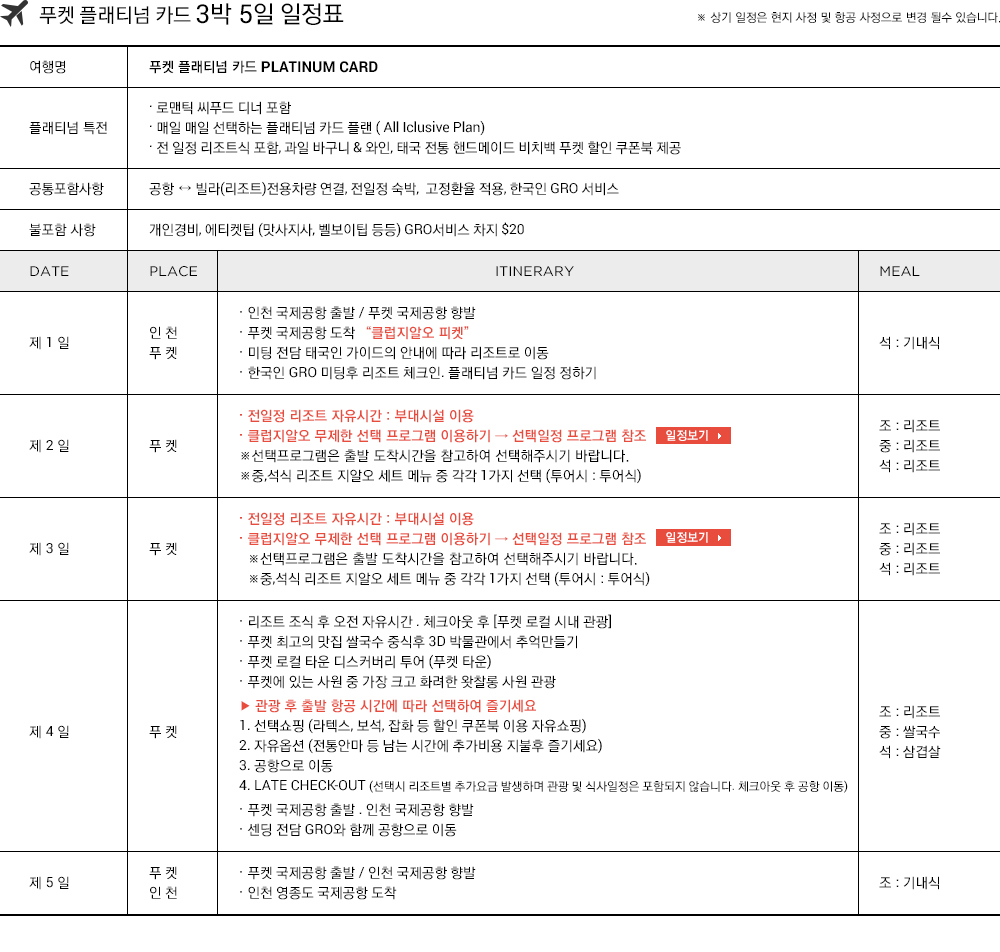 푸켓 플래티넘 카드 3박 5일 일정표
※ 상기 일정은 현지 사정 및 항공 사정으로 변경 될수 있습니다.
여행명
푸켓 플래티넘 카드 PLATINUM CARD
플래티넘 특전
· 로맨틱 씨푸드 디너 포함
· 매일 매일 선택하는 플래티넘 카드 플랜 ( All Iclusive Plan)
· 전 일정 리조트식 포함, 과일 바구니 & 와인, 태국 전통 핸드메이드 비치백 푸켓 할인 쿠폰북 제공
공통포함사항
공항 ↔ 빌라(리조트)전용차량 연결, 전일정 숙박, 고정환율 적용, 한국인 GRO 서비스
불포함 사항
개인경비, 에티켓팁 (맛사지사, 벨보이팁 등등) GRO서비스 차지 $20
DATE
PLACE
ITINERARY
MEAL
제 1 일
인 천
푸 켓
· 인천 국제공항 출발 / 푸켓 국제공항 향발
· 푸켓 국제공항 도착 “클럽지알오 피켓”
· 미팅 전담 태국인 가이드의 안내에 따라 리조트로 이동
· 한국인 GRO 미팅후 리조트 체크인. 플래티넘 카드 일정 정하기
석 : 기내식
제 2 일
푸 켓
· 전일정 리조트 자유시간 : 부대시설 이용
· 클럽지알오 무제한 선택 프로그램 이용하기 → 선택일정 프로그램 참조 일정보기
※선택프로그램은 출발 도착시간을 참고하여 선택해주시기 바랍니다.
※중,석식 리조트 지알오 세트 메뉴 중 각각 1가지 선택 (투어시 : 투어식)
조 : 리조트
중 : 리조트
석 : 리조트
제 3 일
푸 켓
· 전일정 리조트 자유시간 : 부대시설 이용
· 클럽지알오 무제한 선택 프로그램 이용하기 → 선택일정 프로그램 참조 일정보기
※선택프로그램은 출발 도착시간을 참고하여 선택해주시기 바랍니다.
※중,석식 리조트 지알오 세트 메뉴 중 각각 1가지 선택 (투어시 : 투어식)
조 : 리조트
중 : 리조트
석 : 리조트
제 4 일
푸 켓
· 리조트 조식 후 오전 자유시간 . 체크아웃 후 [푸켓 로컬 시내 관광]
· 푸켓 최고의 맛집 쌀국수 중식후 3D 박물관에서 추억만들기
· 푸켓 로컬 타운 디스커버리 투어 (푸켓 타운)
· 푸켓에 있는 사원 중 가장 크고 화려한 왓찰롱 사원 관광
▶ 관광 후 출발 항공 시간에 따라 선택하여 즐기세요
1. 선택쇼핑 (라텍스, 보석, 잡화 등 할인 쿠폰북 이용 자유쇼핑)
2. 자유옵션 (전통안마 등 남는 시간에 추가비용 지불후 즐기세요)
3. 공항으로 이동
4. LATE CHECK-OUT (선택시 리조트별 추가요금 발생하며 관광 및 식사일정은 포함되지 않습니다. 체크아웃 후 공항 이동)
· 푸켓 국제공항 출발 . 인천 국제공항 향발
· 센딩 전담 GRO와 함께 공항으로 이동
조 : 리조트
중 : 쌀국수
석 : 삼겹살
제 5 일
푸 켓
인 천
· 푸켓 국제공항 출발 / 인천 국제공항 향발
· 인천 영종도 국제공항 도착
조 : 기내식